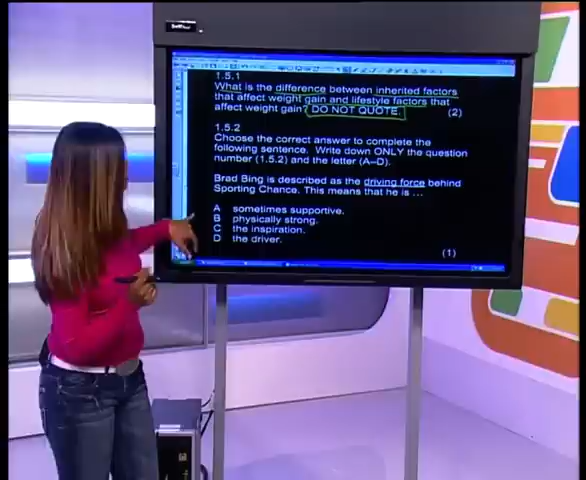 1.5.1
What is the difference between inherited factors
that affect weight gain and lifestyle factors that
affect weight gain? DO NOT QUOTE. (2)
1.5.2
Choose the correct answer to complete the
following sentence. Write down ONLY the question
number (1.5.2) and the letter (A–D).
Brad Bing is described as the driving force behind
Sporting Chance. This means that he is ...
A sometimes supportive.
B physically strong.
C the inspiration.
D the driver.
(1)